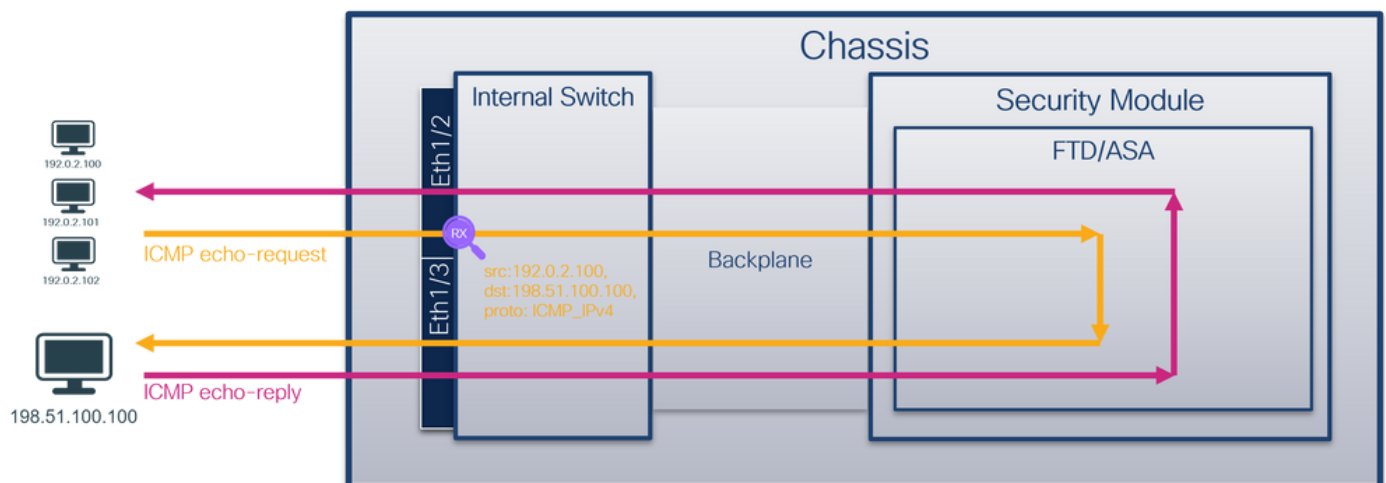 Chassis
Internal Switch
Security Module
FTD/ASA
Eth1/2
192.0.2.100
192.0.2.101
ICMP echo-request
RX
192.0.2.102
Backplane
src:192.0.2.100,
dst:198.51.100.100,
proto: ICMP_IPv4
Eth1/3
ICMP echo-reply
198.51.100.100